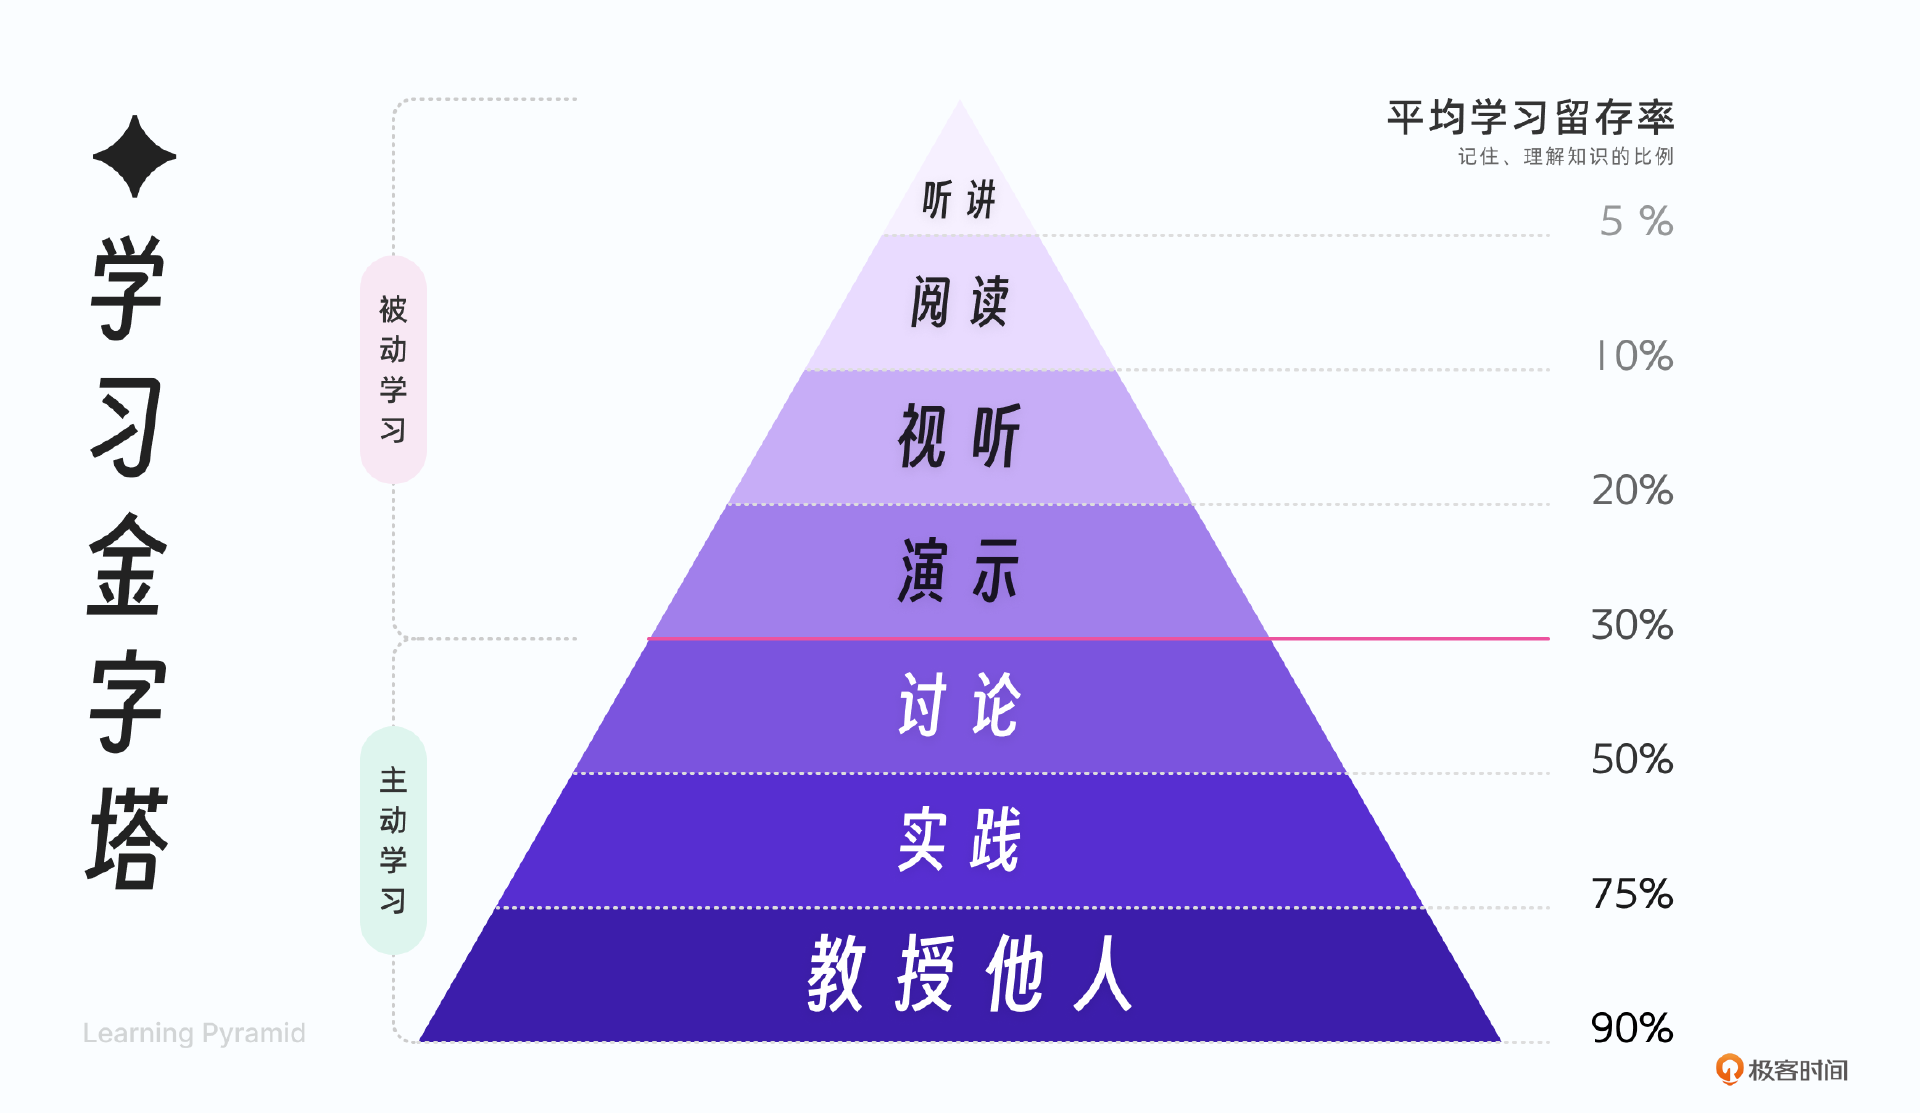 学习金字塔
Learning Pyramid
被动学习
主动学习
平均学习留存率
记住、理解知识的比例
听讲
5 %
阅读
10%
视听
20%
演示
30%
讨论
50%
实践
75%
教授他人
90%
极客时间